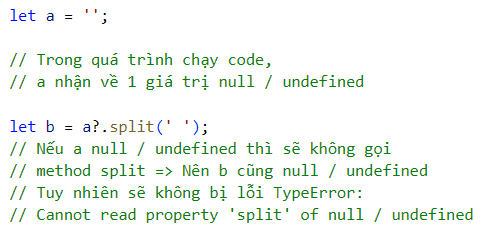 let a = '';
// Trong quá trình chạy code,
// a nhận về 1 giá trị null / undefined
let b = a?.split(' ');
// Nếu a null / undefined thì sẽ không gọi
// method split => Nên b cũng null / undefined
// Tuy nhiên sẽ không bị lỗi TypeError:
// Cannot read property 'split' of null / undefined